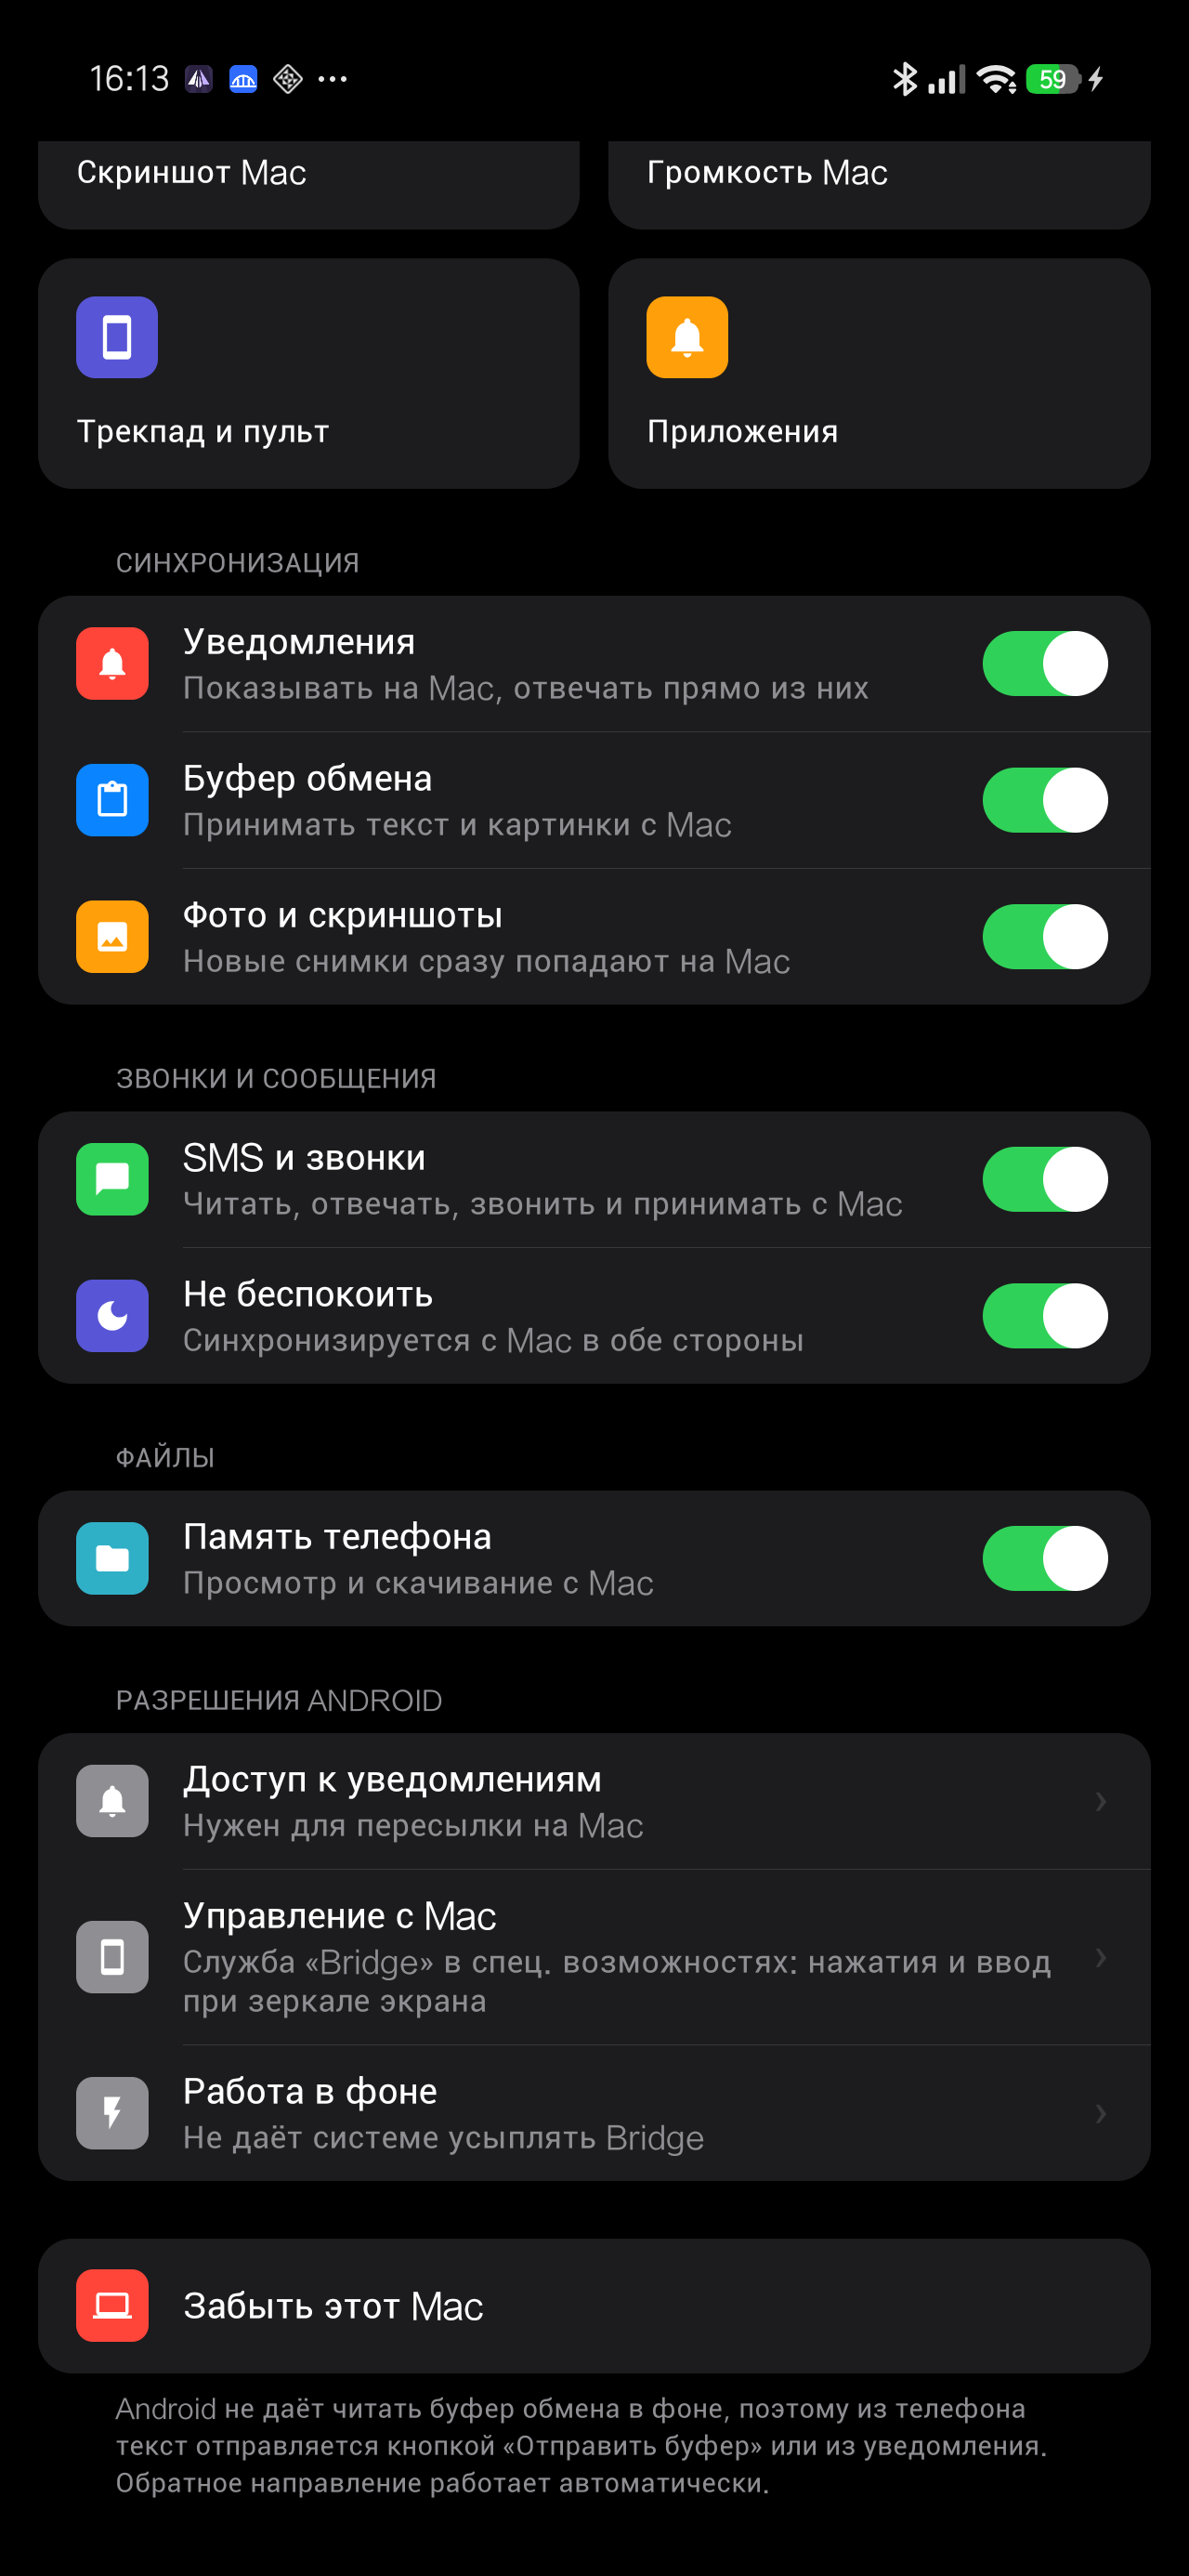 16:13
59
Скриншот Mac
Громкость Mac
Трекпад и пульт
Приложения
СИНХРОНИЗАЦИЯ
Уведомления
Показывать на Mac, отвечать прямо из них
Буфер обмена
Принимать текст и картинки с Mac
Фото и скриншоты
Новые снимки сразу попадают на Mac
ЗВОНКИ И СООБЩЕНИЯ
SMS и звонки
Читать, отвечать, звонить и принимать с Mac
Не беспокоить
Синхронизируется с Mac в обе стороны
ФАЙЛЫ
Память телефона
Просмотр и скачивание с Mac
РАЗРЕШЕНИЯ ANDROID
Доступ к уведомлениям
Нужен для пересылки на Mac
Управление с Mac
Служба «Bridge» в спец. возможностях: нажатия и ввод
при зеркале экрана
Работа в фоне
Не даёт системе усыплять Bridge
Забыть этот Mac
Android не даёт читать буфер обмена в фоне, поэтому из телефона
текст отправляется кнопкой «Отправить буфер» или из уведомления.
Обратное направление работает автоматически.